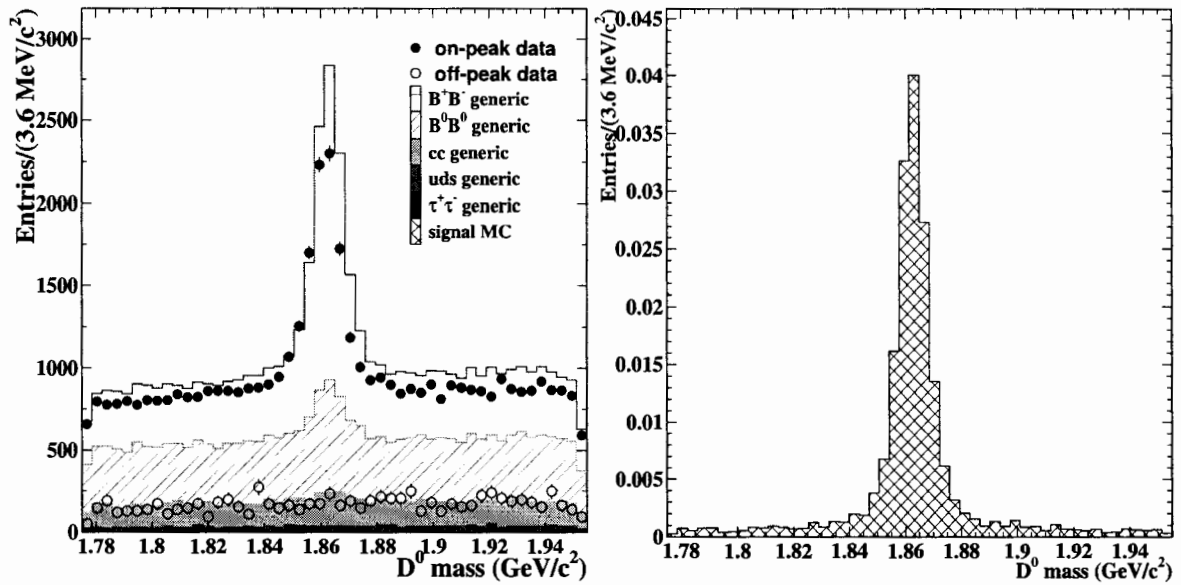 Entries/(3.6 MeV/c²)
3000
2500
2000
1500
1000
500
0
on-peak data
off-peak data
B⁺B⁻ generic
B⁰B⁰ generic
cc generic
uds generic
τ⁺τ⁻ generic
signal MC
1.78 1.8 1.82 1.84 1.86 1.88 1.9 1.92 1.94
D⁰ mass (GeV/c²)
Entries/(3.6 MeV/c²)
0.045
0.04
0.035
0.03
0.025
0.02
0.015
0.01
0.005
0
1.78 1.8 1.82 1.84 1.86 1.88 1.9 1.92 1.94
D⁰ mass (GeV/c²)